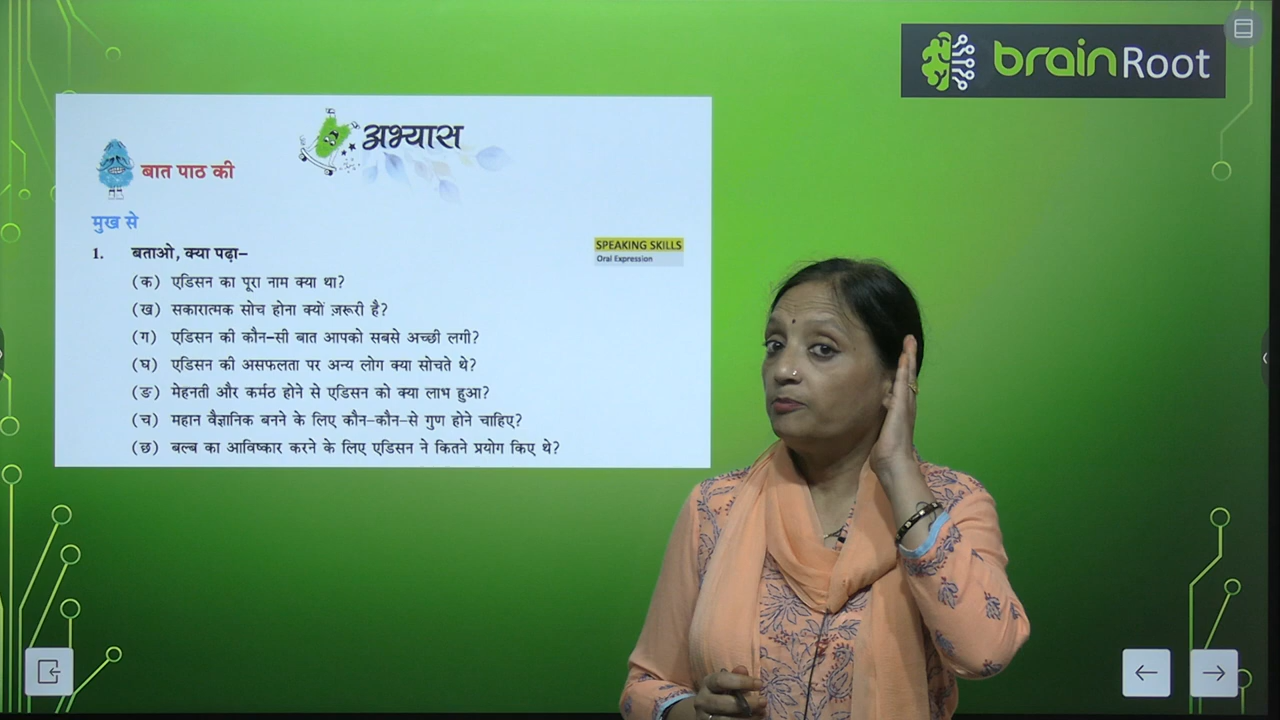 brainRoot
अभ्यास
बात पाठ की
मुख से
1. बताओ, क्या पढ़ा–
SPEAKING SKILLS
Oral Expression
(क) एडिसन का पूरा नाम क्या था?
(ख) सकारात्मक सोच होना क्यों ज़रूरी है?
(ग) एडिसन की कौन-सी बात आपको सबसे अच्छी लगी?
(घ) एडिसन की असफलता पर अन्य लोग क्या सोचते थे?
(ङ) मेहनती और कर्मठ होने से एडिसन को क्या लाभ हुआ?
(च) महान वैज्ञानिक बनने के लिए कौन-कौन-से गुण होने चाहिए?
(छ) बल्ब का आविष्कार करने के लिए एडिसन ने कितने प्रयोग किए थे?